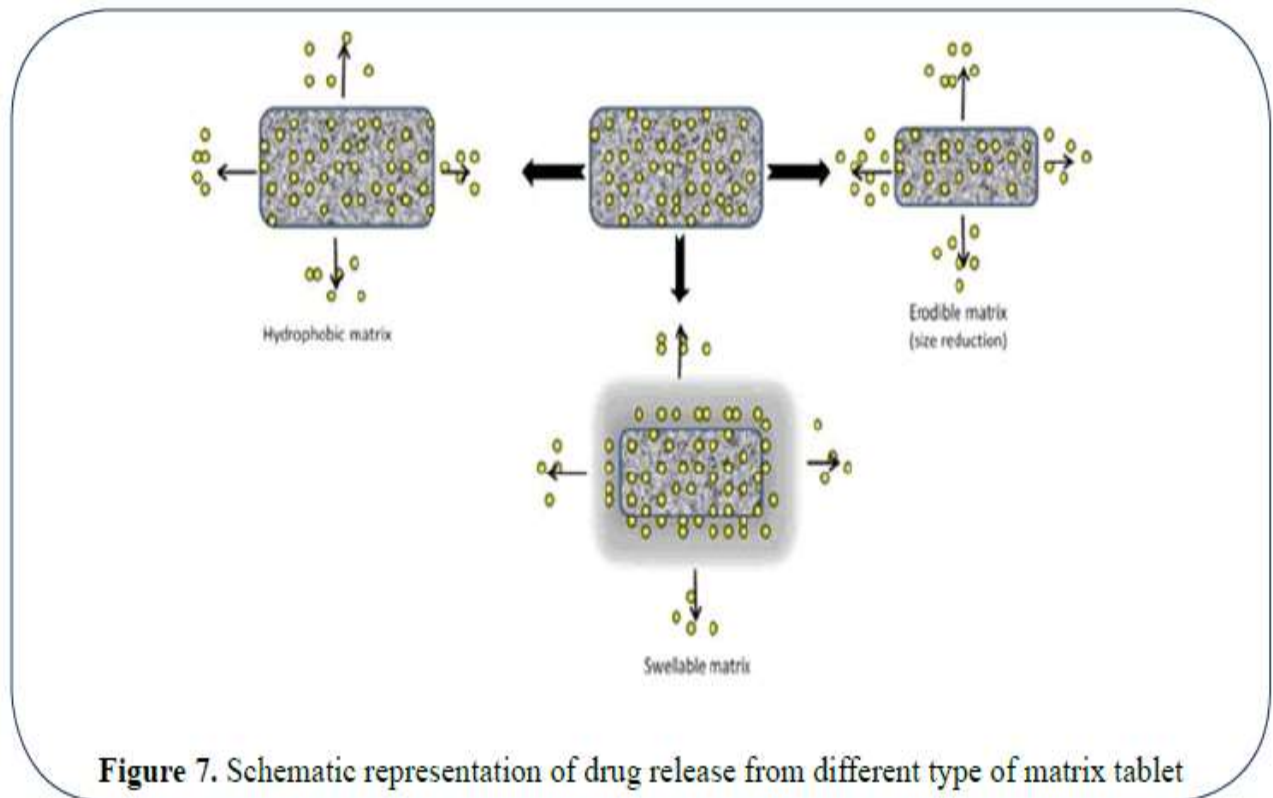 Hydrophobic matrix
Erodible matrix
(size reduction)
Swellable matrix
Figure 7. Schematic representation of drug release from different type of matrix tablet